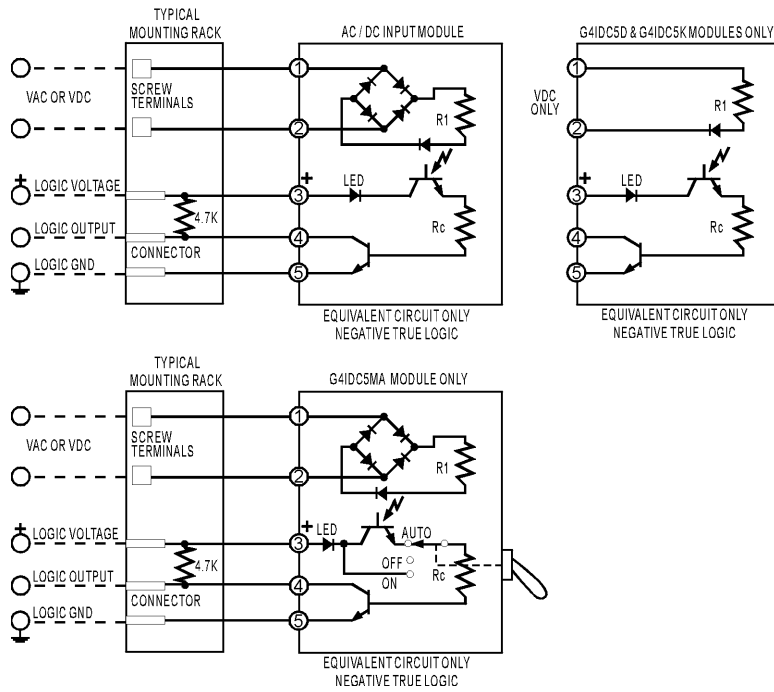 TYPICAL
MOUNTING RACK
AC / DC INPUT MODULE
G4IDC5D & G4IDC5K MODULES ONLY
VAC OR VDC
SCREW
TERMINALS
1
2
R1
+
LOGIC VOLTAGE
LOGIC OUTPUT
LOGIC GND
4.7K
CONNECTOR
+
3
LED
4
5
Rc
EQUIVALENT CIRCUIT ONLY
NEGATIVE TRUE LOGIC
1
VDC
ONLY
2
R1
+
3
LED
4
5
Rc
EQUIVALENT CIRCUIT ONLY
NEGATIVE TRUE LOGIC
TYPICAL
MOUNTING RACK
G4IDC5MA MODULE ONLY
VAC OR VDC
SCREW
TERMINALS
1
2
R1
+
LOGIC VOLTAGE
LOGIC OUTPUT
LOGIC GND
4.7K
CONNECTOR
+
3
LED
AUTO
OFF
ON
4
5
Rc
EQUIVALENT CIRCUIT ONLY
NEGATIVE TRUE LOGIC